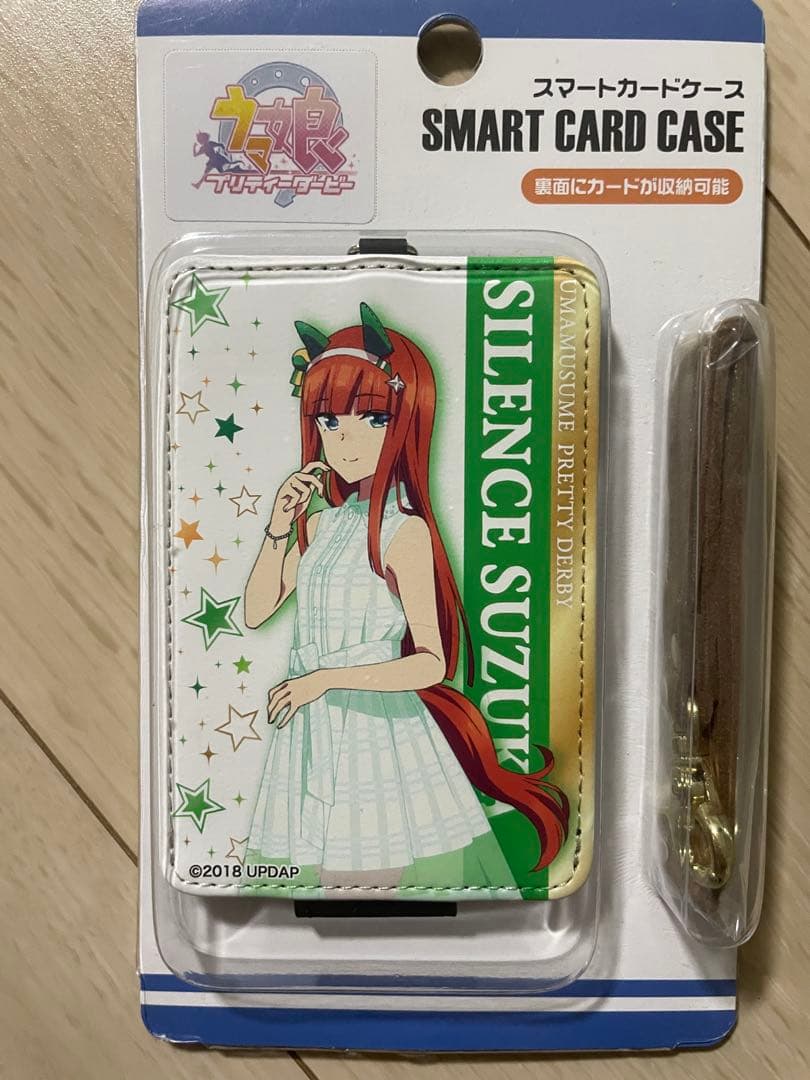 ウマ娘
プリティーダービー
スマートカードケース
SMART CARD CASE
裏面にカードが収納可能
UMAMUSUME PRETTY DERBY
SILENCE SUZUK
©2018 UPDAP